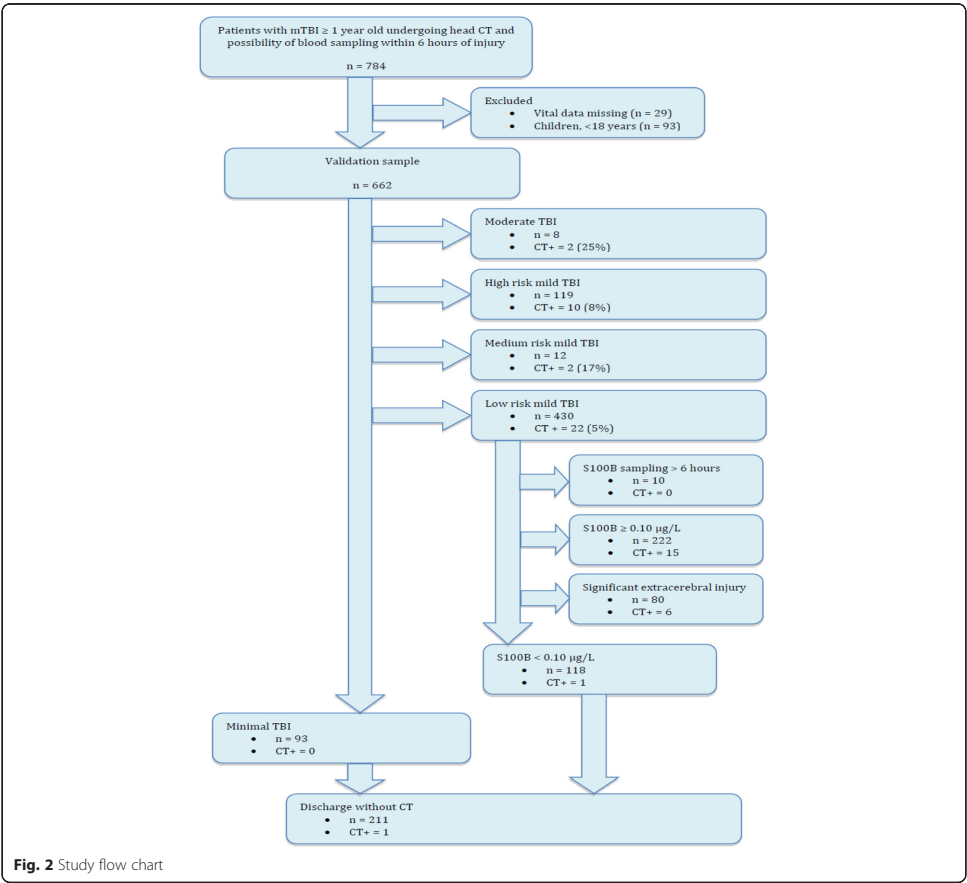 Patients with mTBI ≥ 1 year old undergoing head CT and
possibility of blood sampling within 6 hours of injury
n = 784
Excluded
• Vital data missing (n = 29)
• Children, <18 years (n = 93)
Validation sample
n = 662
Moderate TBI
• n = 8
• CT+ = 2 (25%)
High risk mild TBI
• n = 119
• CT+ = 10 (8%)
Medium risk mild TBI
• n = 12
• CT+ = 2 (17%)
Low risk mild TBI
• n = 430
• CT + = 22 (5%)
S100B sampling > 6 hours
• n = 10
• CT+ = 0
S100B ≥ 0.10 µg/L
• n = 222
• CT+ = 15
Significant extracerebral injury
• n = 80
• CT+ = 6
S100B < 0.10 µg/L
• n = 118
• CT+ = 1
Minimal TBI
• n = 93
• CT+ = 0
Discharge without CT
• n = 211
• CT+ = 1
Fig. 2 Study flow chart